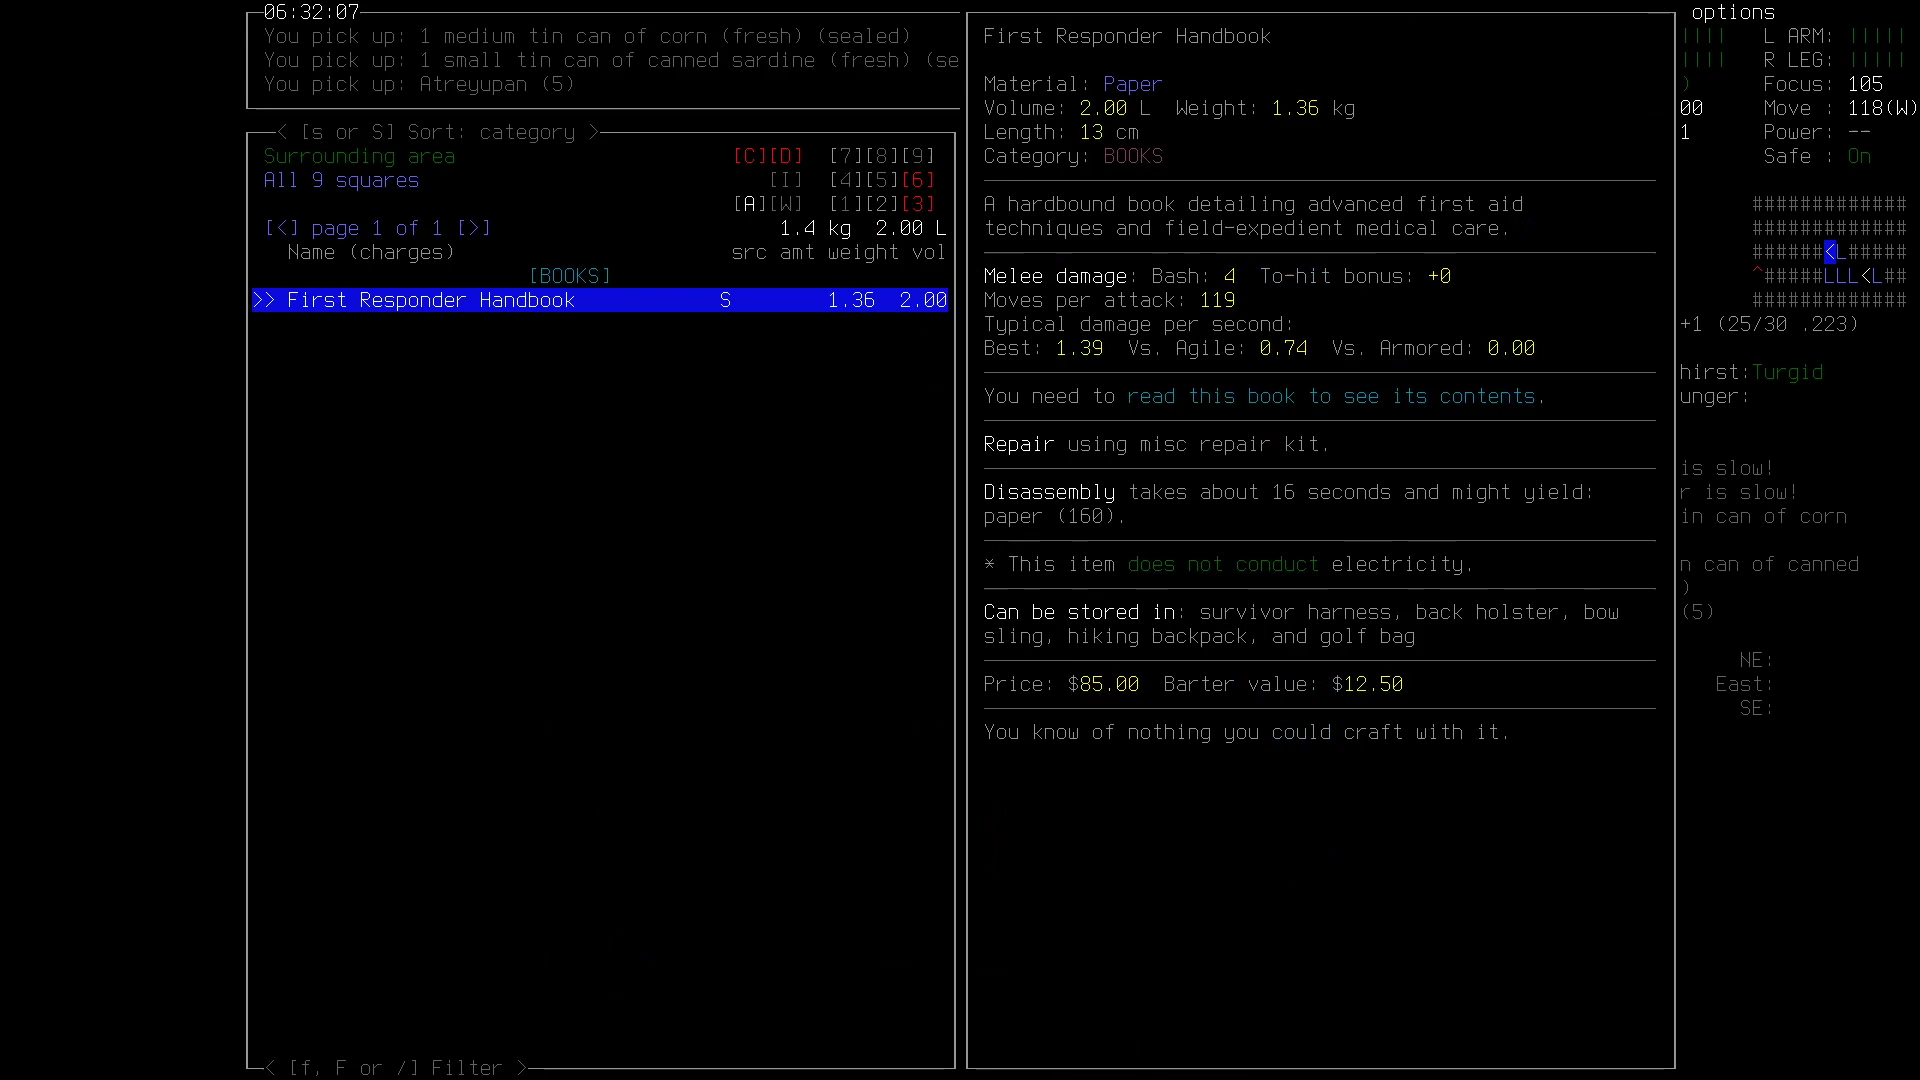 06:32:07
You pick up: 1 medium tin can of corn (fresh) (sealed)
You pick up: 1 small tin can of canned sardine (fresh) (se
You pick up: Atreyupan (5)
< [s or S] Sort: category >
Surrounding area [C][D] [7][8][9]
All 9 squares [I] [4][5][6]
[A][W] [1][2][3]
[<] page 1 of 1 [>] 1.4 kg 2.00 L
Name (charges) src amt weight vol
[BOOKS]
>> First Responder Handbook S 1.36 2.00
< [f, F or /] Filter >
First Responder Handbook
Material: Paper
Volume: 2.00 L Weight: 1.36 kg
Length: 13 cm
Category: BOOKS
A hardbound book detailing advanced first aid
techniques and field-expedient medical care.
Melee damage: Bash: 4 To-hit bonus: +0
Moves per attack: 119
Typical damage per second:
Best: 1.39 Vs. Agile: 0.74 Vs. Armored: 0.00
You need to read this book to see its contents.
Repair using misc repair kit.
Disassembly takes about 16 seconds and might yield:
paper (160).
* This item does not conduct electricity.
Can be stored in: survivor harness, back holster, bow
sling, hiking backpack, and golf bag
Price: $85.00 Barter value: $12.50
You know of nothing you could craft with it.
options
|||| L ARM: |||||
|||| R LEG: |||||
) Focus: 105
00 Move : 118(W)
1 Power: --
Safe : On
#############
#############
######<L#####
^#####LLL<L##
#############
+1 (25/30 .223)
hirst:Turgid
unger:
is slow!
r is slow!
in can of corn
n can of canned
)
(5)
NE:
East:
SE: